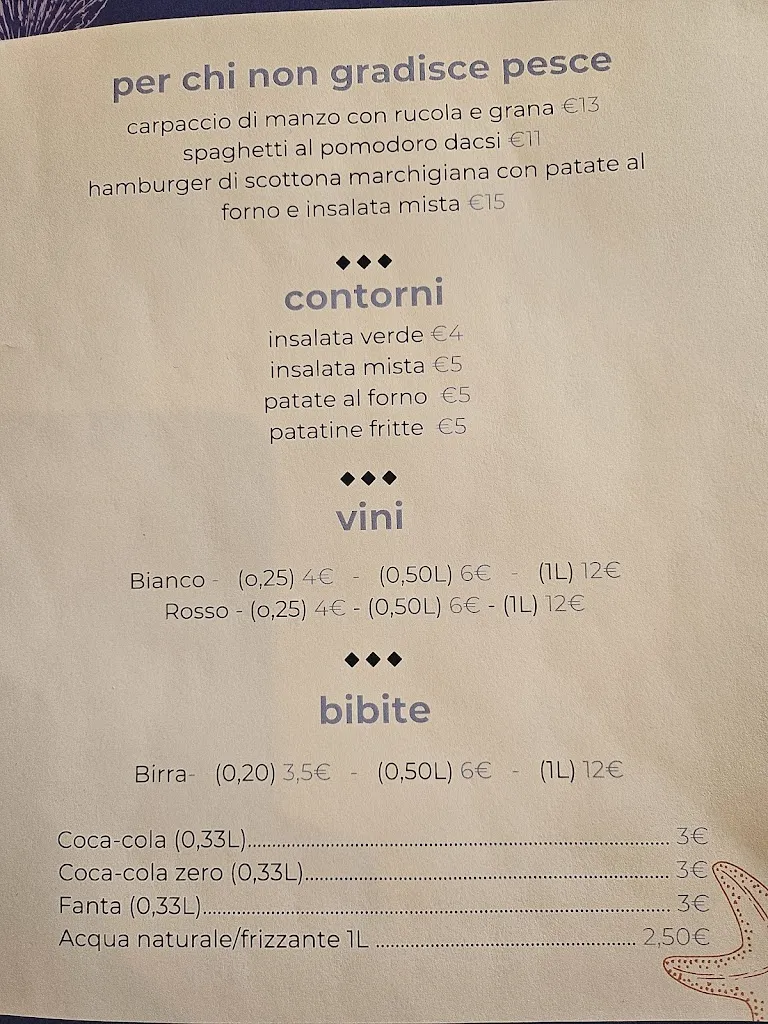 per chi non gradisce pesce
carpaccio di manzo con rucola e grana €13
spaghetti al pomodoro dacsi €11
hamburger di scottona marchigiana con patate al
forno e insalata mista €15
contorni
insalata verde €4
insalata mista €5
patate al forno €5
patatine fritte €5
vini
Bianco - (0,25) 4€ - (0,50L) 6€ - (1L) 12€
Rosso - (0,25) 4€ - (0,50L) 6€ - (1L) 12€
bibite
Birra- (0,20) 3,5€ - (0,50L) 6€ - (1L) 12€
Coca-cola (0,33L)........ 3€
Coca-cola zero (0,33L)........ 3€
Fanta (0,33L)........ 3€
Acqua naturale/frizzante 1L ........ 2,50€